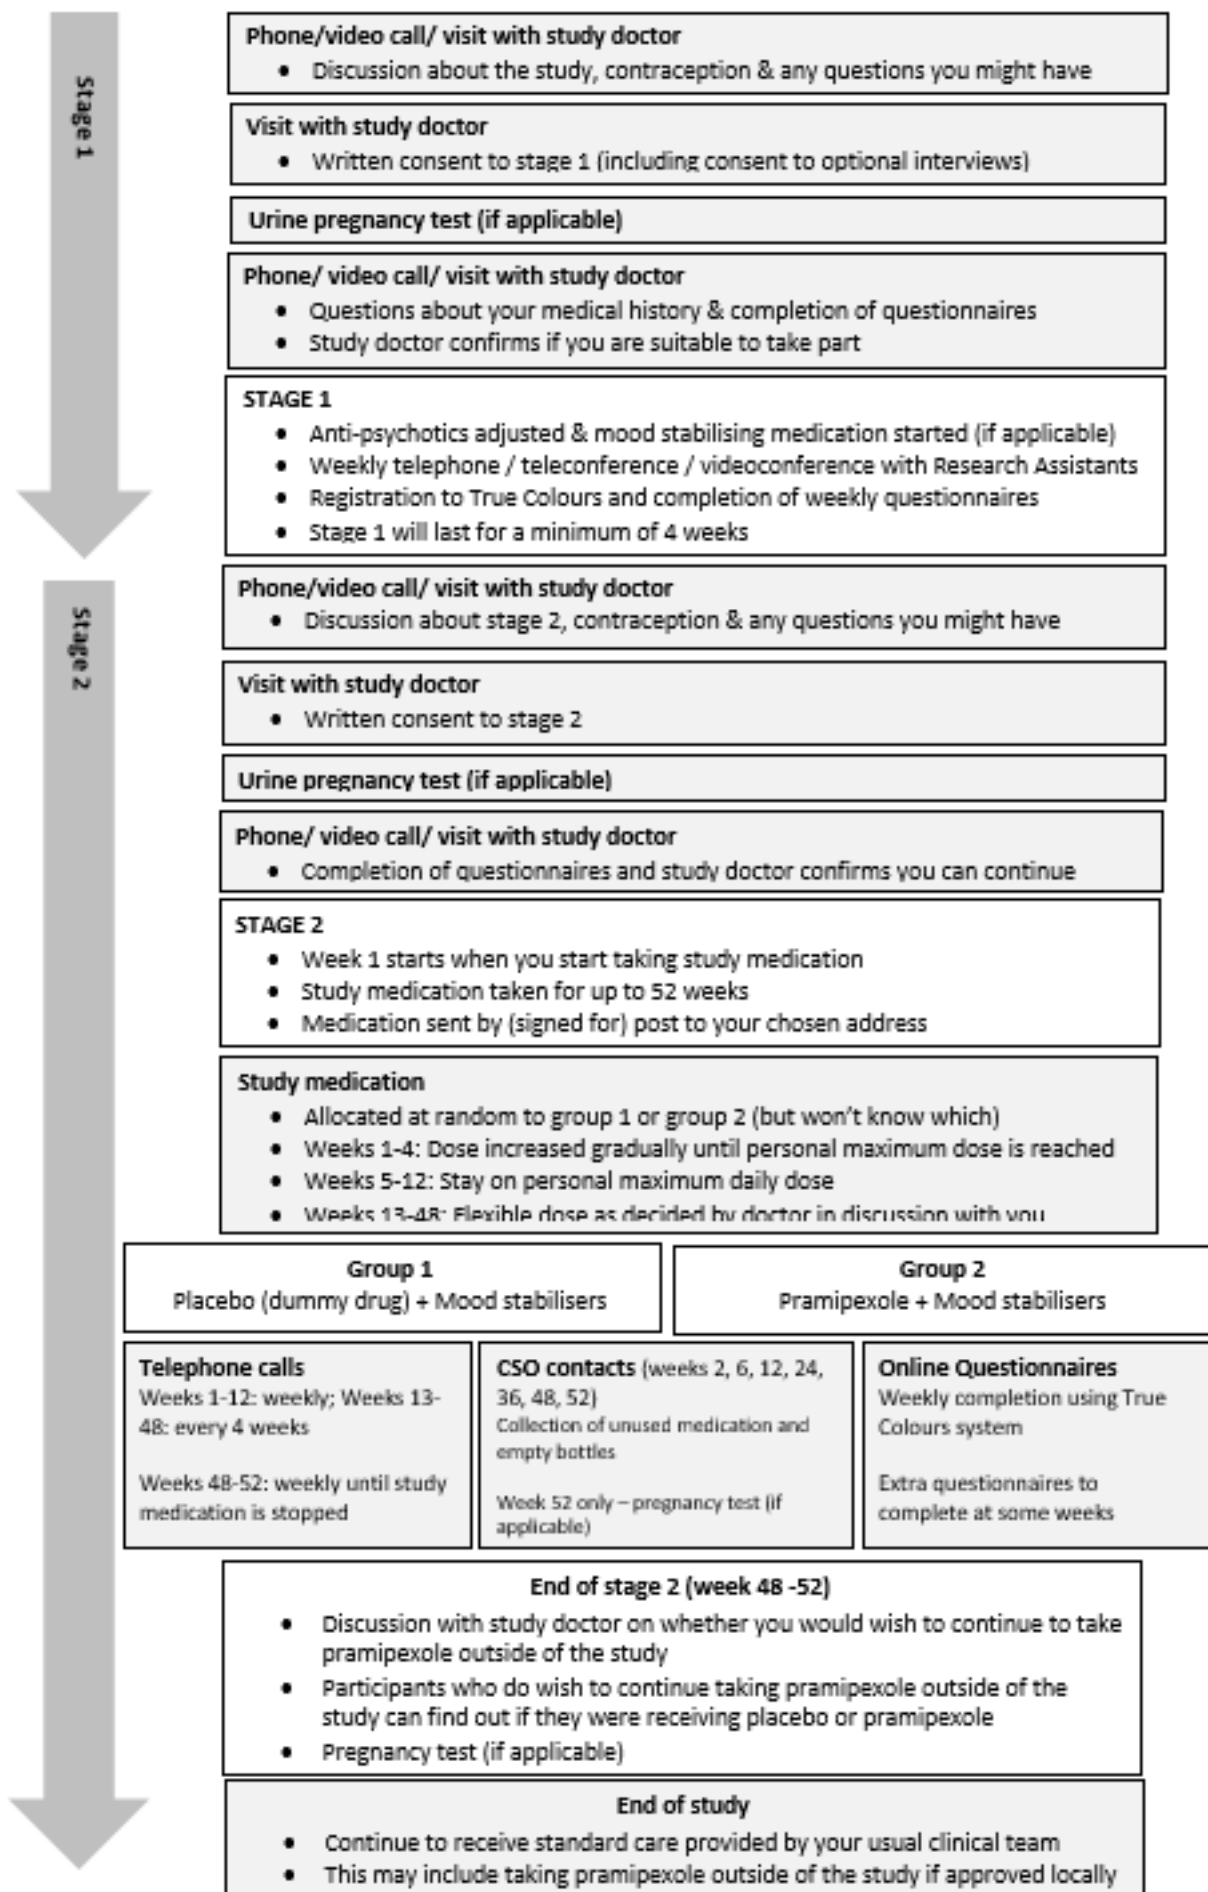 Stage 1
Phone/video call/ visit with study doctor
• Discussion about the study, contraception & any questions you might have
Visit with study doctor
• Written consent to stage 1 (including consent to optional interviews)
Urine pregnancy test (if applicable)
Phone/ video call/ visit with study doctor
• Questions about your medical history & completion of questionnaires
• Study doctor confirms if you are suitable to take part
STAGE 1
• Anti-psychotics adjusted & mood stabilising medication started (if applicable)
• Weekly telephone / teleconference / videoconference with Research Assistants
• Registration to True Colours and completion of weekly questionnaires
• Stage 1 will last for a minimum of 4 weeks
Stage 2
Phone/video call/ visit with study doctor
• Discussion about stage 2, contraception & any questions you might have
Visit with study doctor
• Written consent to stage 2
Urine pregnancy test (if applicable)
Phone/ video call/ visit with study doctor
• Completion of questionnaires and study doctor confirms you can continue
STAGE 2
• Week 1 starts when you start taking study medication
• Study medication taken for up to 52 weeks
• Medication sent by (signed for) post to your chosen address
Study medication
• Allocated at random to group 1 or group 2 (but won't know which)
• Weeks 1-4: Dose increased gradually until personal maximum dose is reached
• Weeks 5-12: Stay on personal maximum daily dose
• Weeks 13-48: Flexible dose as decided by doctor in discussion with you
Group 1
Placebo (dummy drug) + Mood stabilisers
Group 2
Pramipexole + Mood stabilisers
Telephone calls
Weeks 1-12: weekly; Weeks 13-
48: every 4 weeks
Weeks 48-52: weekly until study
medication is stopped
CSO contacts (weeks 2, 6, 12, 24,
36, 48, 52)
Collection of unused medication and
empty bottles
Week 52 only – pregnancy test (if
applicable)
Online Questionnaires
Weekly completion using True
Colours system
Extra questionnaires to
complete at some weeks
End of stage 2 (week 48 -52)
• Discussion with study doctor on whether you would wish to continue to take
pramipexole outside of the study
• Participants who do wish to continue taking pramipexole outside of the
study can find out if they were receiving placebo or pramipexole
• Pregnancy test (if applicable)
End of study
• Continue to receive standard care provided by your usual clinical team
• This may include taking pramipexole outside of the study if approved locally